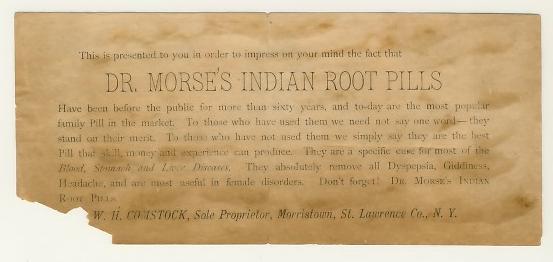 This is presented to you in order to impress on your mind the fact that
DR. MORSE'S INDIAN ROOT PILLS
Have been before the public for more than sixty years, and to-day are the most popular
family Pill in the market. To those who have used them we need not say one word—they
stand on their merit. To those who have not used them we simply say they are the best
Pill that skill, money and experience can produce. They are a specific case for most of the
Blood, Stomach and Liver Diseases. They absolutely remove all Dyspepsia, Giddiness,
Headache, and are most useful in female disorders. Don't forget! DR. MORSE'S INDIAN
ROOT PILLS
W. H. COMSTOCK, Sole Proprietor, Morristown, St. Lawrence Co., N. Y.